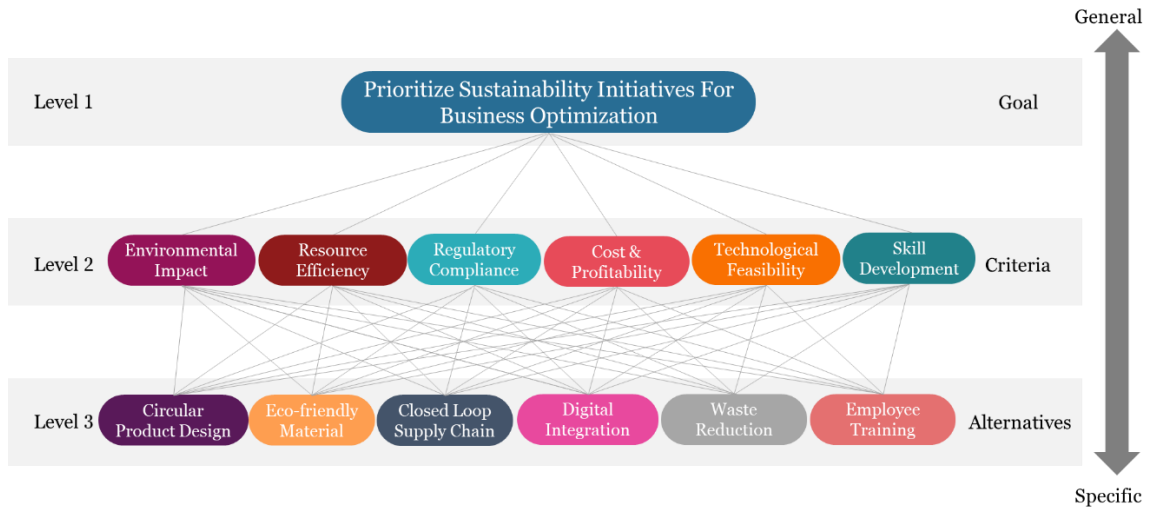 General
Level 1
Prioritize Sustainability Initiatives For
Business Optimization
Goal
Level 2
Environmental
Impact
Resource
Efficiency
Regulatory
Compliance
Cost &
Profitability
Technological
Feasibility
Skill
Development
Criteria
Level 3
Circular
Product Design
Eco-friendly
Material
Closed Loop
Supply Chain
Digital
Integration
Waste
Reduction
Employee
Training
Alternatives
Specific